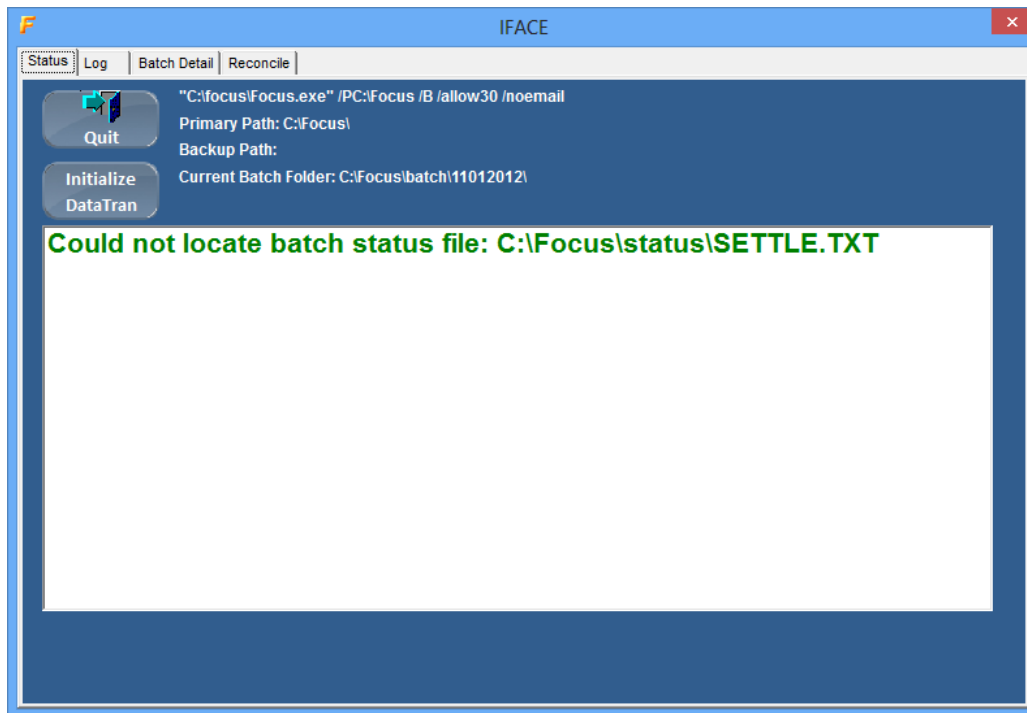 IFACE
Status Log Batch Detail Reconcile
"C:\focus\Focus.exe" /PC:\Focus /B /allow30 /noemail
Quit
Primary Path: C:\Focus\
Backup Path:
Initialize DataTran
Current Batch Folder: C:\Focus\batch\11012012\
Could not locate batch status file: C:\Focus\status\SETTLE.TXT